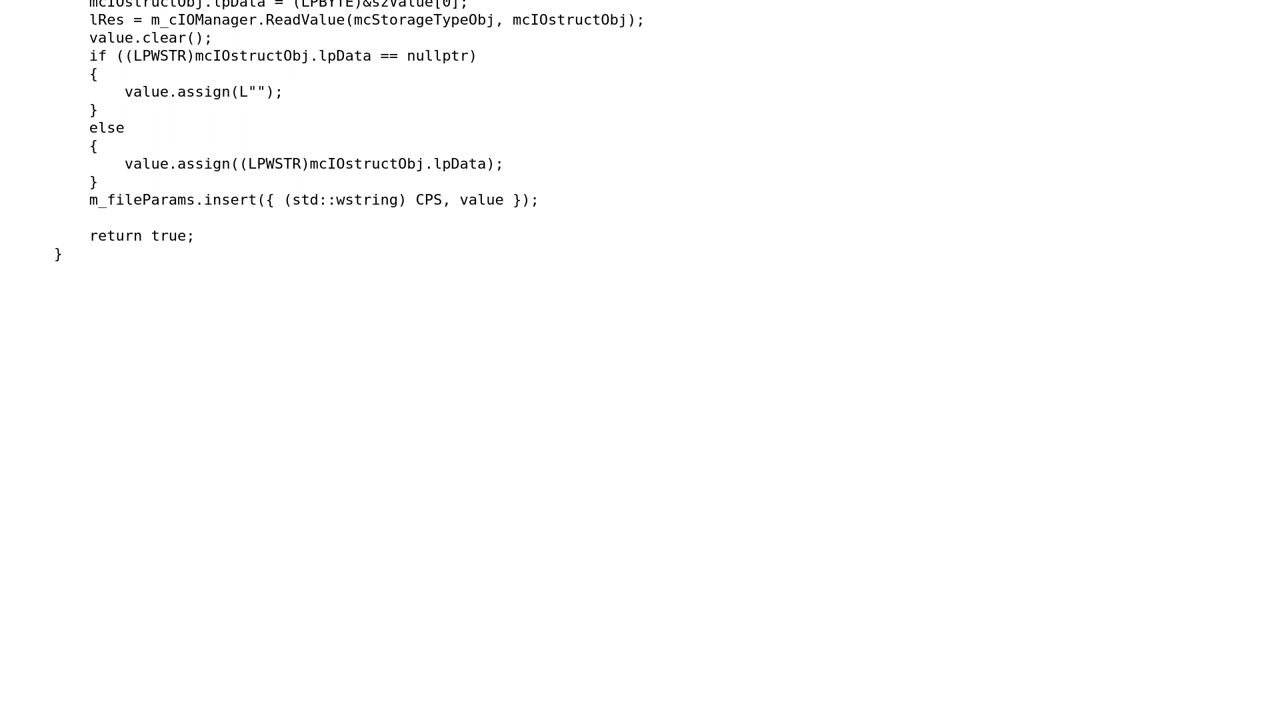 mcIOstructObj.lpData = (LPBYTE)&szValue[0];
lRes = m_cIOManager.ReadValue(mcStorageTypeObj, mcIOstructObj);
value.clear();
if ((LPWSTR)mcIOstructObj.lpData == nullptr)
{
    value.assign(L"");
}
else
{
    value.assign((LPWSTR)mcIOstructObj.lpData);
}
m_fileParams.insert({ (std::wstring) CPS, value });

return true;
}